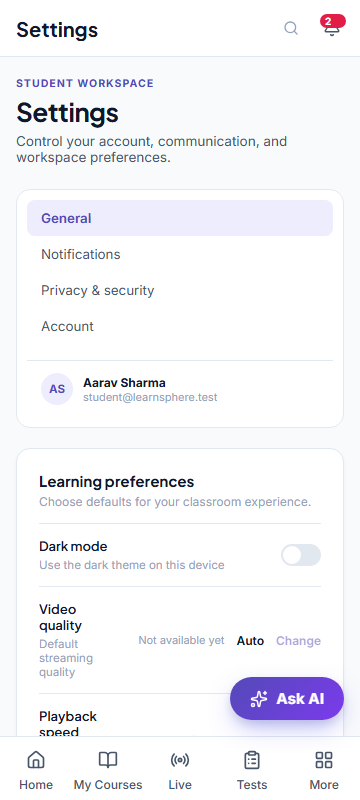 Settings
2
STUDENT WORKSPACE
Settings
Control your account, communication, and
workspace preferences.
General
Notifications
Privacy & security
Account
AS
Aarav Sharma
student@learnsphere.test
Learning preferences
Choose defaults for your classroom experience.
Dark mode
Use the dark theme on this device
Video
quality
Default
streaming
quality
Not available yet
Auto
Change
Playback
speed
Ask AI
Home
My Courses
Live
Tests
More